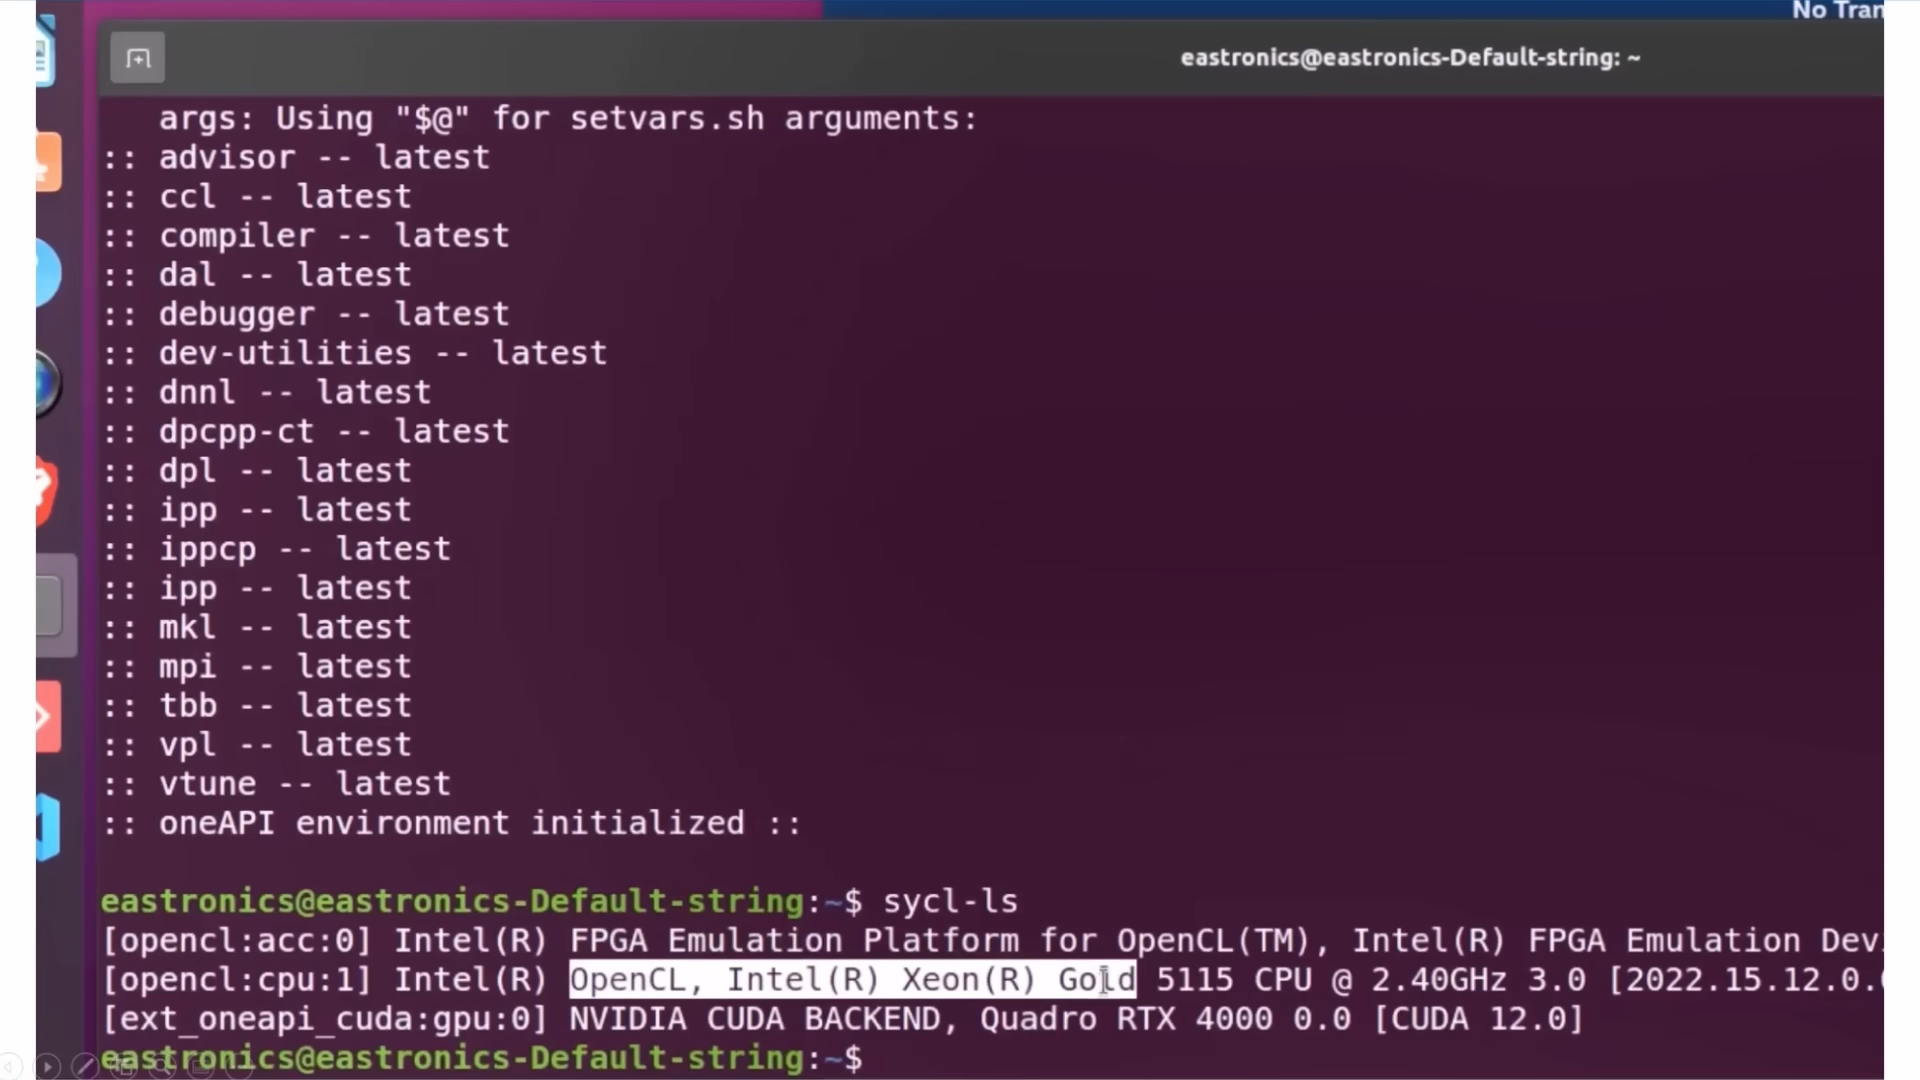 No Tran
eastronics@eastronics-Default-string: ~
args: Using "$@" for setvars.sh arguments:
:: advisor -- latest
:: ccl -- latest
:: compiler -- latest
:: dal -- latest
:: debugger -- latest
:: dev-utilities -- latest
:: dnnl -- latest
:: dpcpp-ct -- latest
:: dpl -- latest
:: ipp -- latest
:: ippcp -- latest
:: ipp -- latest
:: mkl -- latest
:: mpi -- latest
:: tbb -- latest
:: vpl -- latest
:: vtune -- latest
:: oneAPI environment initialized ::
eastronics@eastronics-Default-string:~$ sycl-ls
[opencl:acc:0] Intel(R) FPGA Emulation Platform for OpenCL(TM), Intel(R) FPGA Emulation Dev
[opencl:cpu:1] Intel(R) OpenCL, Intel(R) Xeon(R) Gold 5115 CPU @ 2.40GHz 3.0 [2022.15.12.0.
[ext_oneapi_cuda:gpu:0] NVIDIA CUDA BACKEND, Quadro RTX 4000 0.0 [CUDA 12.0]
eastronics@eastronics-Default-string:~$